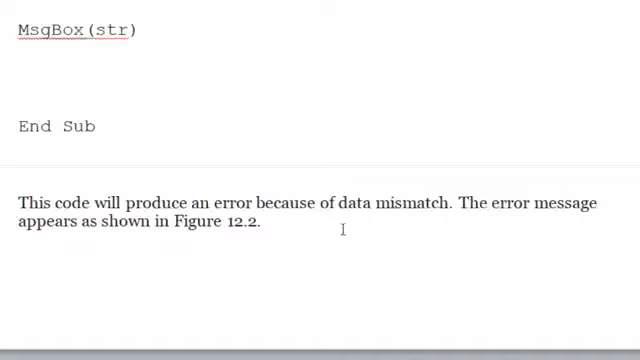 MsgBox(str)
End Sub
This code will produce an error because of data mismatch. The error message
appears as shown in Figure 12.2.